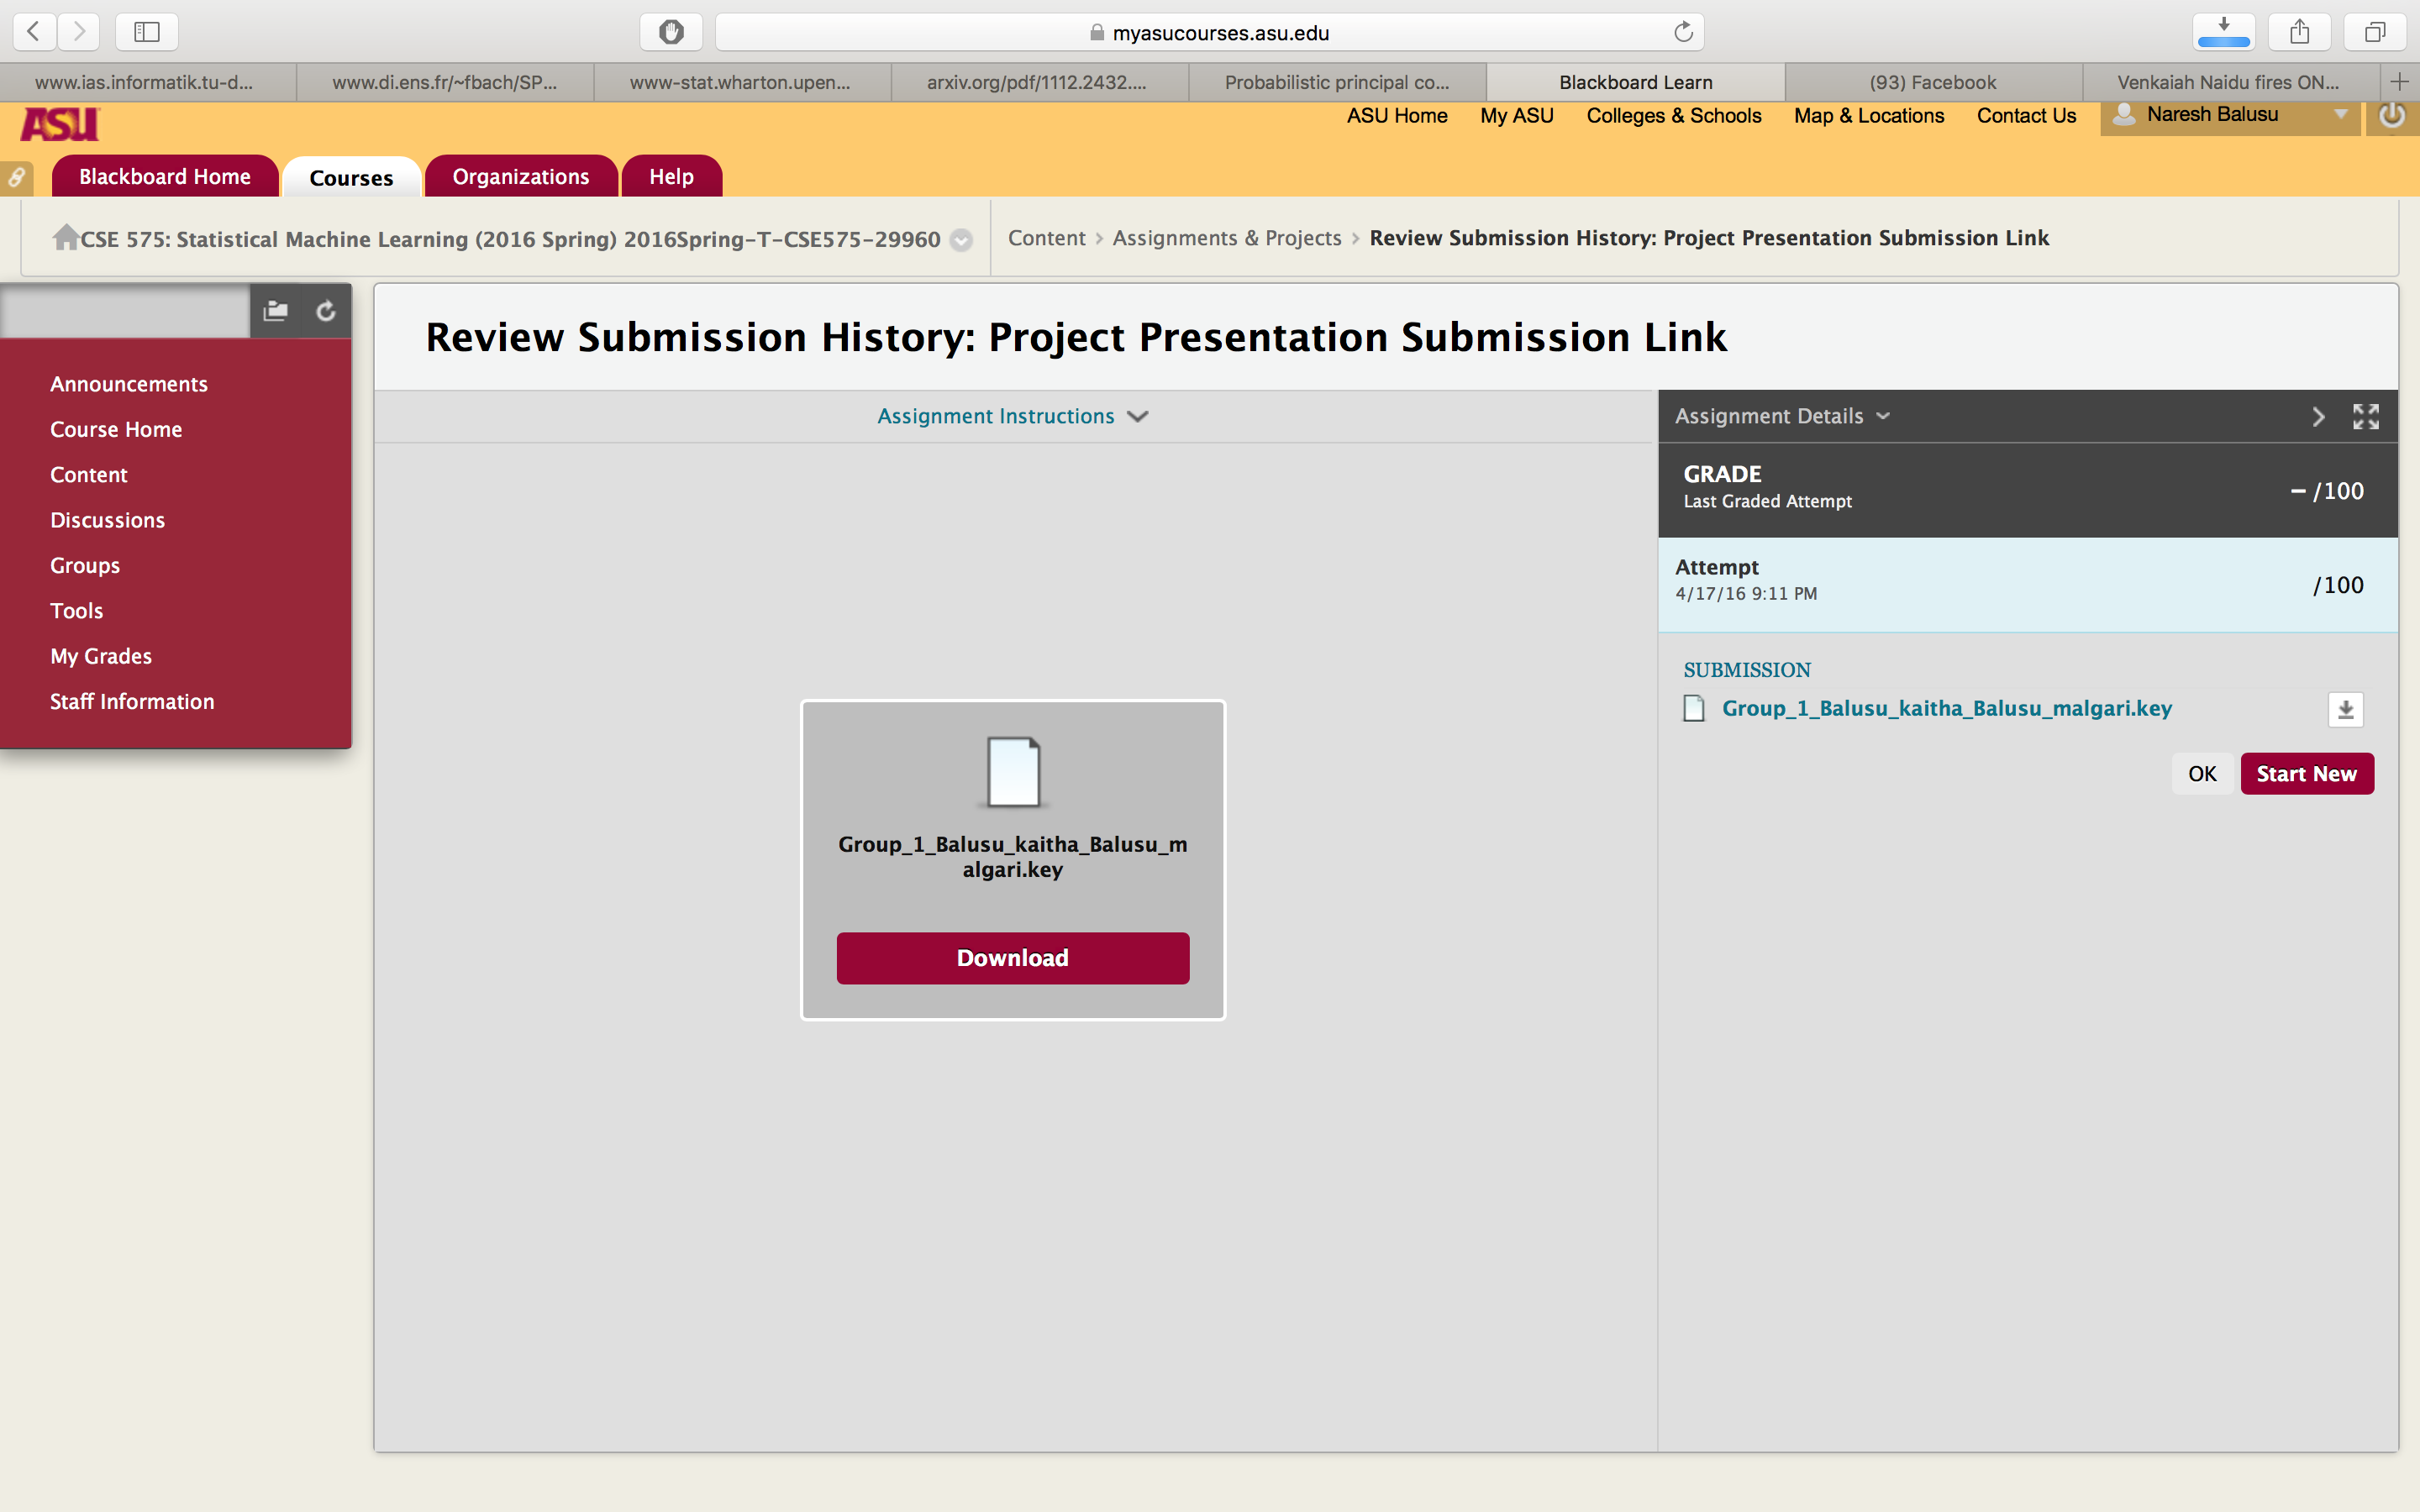 myasucourses.asu.edu
www.ias.informatik.tu-d...
www.di.ens.fr/~fbach/SP...
www-stat.wharton.upen...
arxiv.org/pdf/1112.2432....
Probabilistic principal co...
Blackboard Learn
(93) Facebook
Venkaiah Naidu fires ON...
ASU
ASU Home
My ASU
Colleges & Schools
Map & Locations
Contact Us
Naresh Balusu
Blackboard Home
Courses
Organizations
Help
CSE 575: Statistical Machine Learning (2016 Spring) 2016Spring-T-CSE575-29960
Content > Assignments & Projects > Review Submission History: Project Presentation Submission Link
Announcements
Course Home
Content
Discussions
Groups
Tools
My Grades
Staff Information
Review Submission History: Project Presentation Submission Link
Assignment Instructions
Group_1_Balusu_kaitha_Balusu_m
algari.key
Download
Assignment Details
GRADE
Last Graded Attempt
– /100
Attempt
4/17/16 9:11 PM
/100
SUBMISSION
Group_1_Balusu_kaitha_Balusu_malgari.key
OK
Start New